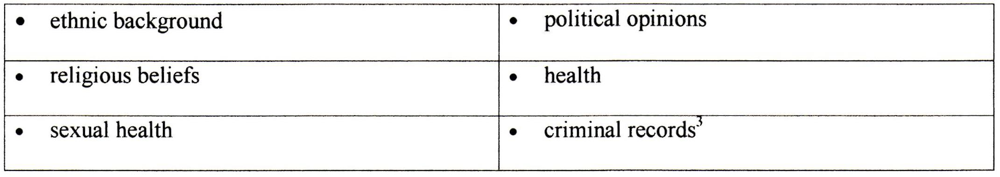 • ethnic background
• political opinions
• religious beliefs
• health
• sexual health
• criminal records³